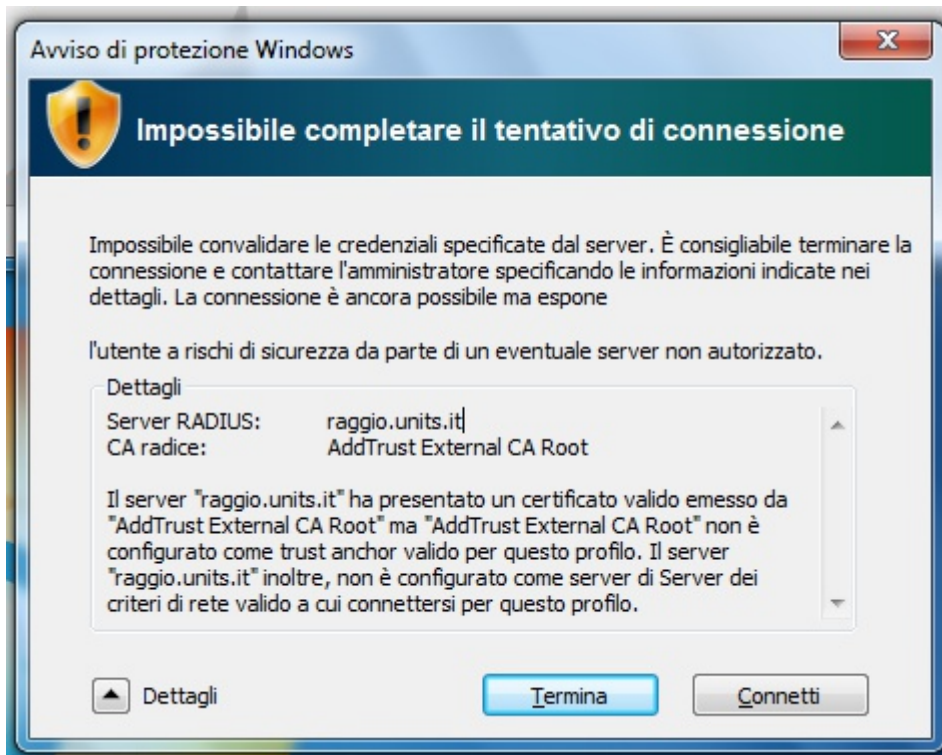 Avviso di protezione Windows
Impossibile completare il tentativo di connessione
Impossibile convalidare le credenziali specificate dal server. È consigliabile terminare la
connessione e contattare l'amministratore specificando le informazioni indicate nei
dettagli. La connessione è ancora possibile ma espone
l'utente a rischi di sicurezza da parte di un eventuale server non autorizzato.
Dettagli
Server RADIUS: raggio.units.it
CA radice: AddTrust External CA Root
Il server "raggio.units.it" ha presentato un certificato valido emesso da
"AddTrust External CA Root" ma "AddTrust External CA Root" non è
configurato come trust anchor valido per questo profilo. Il server
"raggio.units.it" inoltre, non è configurato come server di Server dei
criteri di rete valido a cui connettersi per questo profilo.
Dettagli Termina Connetti